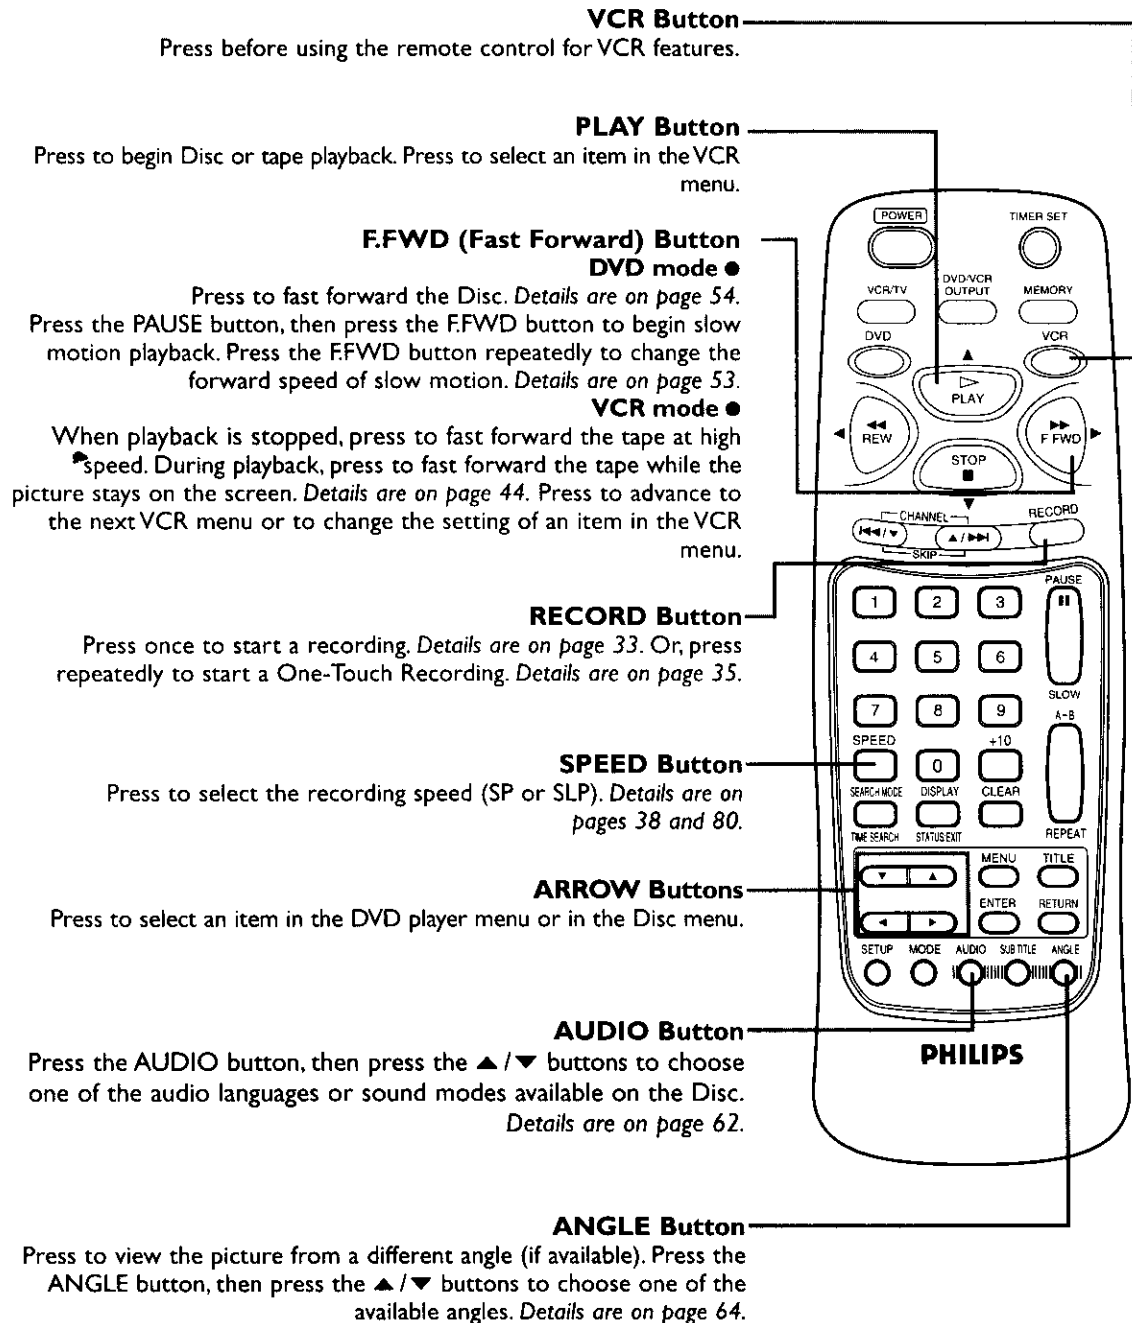 VCR Button
Press before using the remote control for VCR features.
PLAY Button
Press to begin Disc or tape playback. Press to select an item in the VCR
menu.
F.FWD (Fast Forward) Button
DVD mode ●
Press to fast forward the Disc. Details are on page 54.
Press the PAUSE button, then press the F.FWD button to begin slow
motion playback. Press the F.FWD button repeatedly to change the
forward speed of slow motion. Details are on page 53.
VCR mode ●
When playback is stopped, press to fast forward the tape at high
speed. During playback, press to fast forward the tape while the
picture stays on the screen. Details are on page 44. Press to advance to
the next VCR menu or to change the setting of an item in the VCR
menu.
RECORD Button
Press once to start a recording. Details are on page 33. Or, press
repeatedly to start a One-Touch Recording. Details are on page 35.
SPEED Button
Press to select the recording speed (SP or SLP). Details are on
pages 38 and 80.
ARROW Buttons
Press to select an item in the DVD player menu or in the Disc menu.
AUDIO Button
Press the AUDIO button, then press the ▲ / ▼ buttons to choose
one of the audio languages or sound modes available on the Disc.
Details are on page 62.
ANGLE Button
Press to view the picture from a different angle (if available). Press the
ANGLE button, then press the ▲ / ▼ buttons to choose one of the
available angles. Details are on page 64.
POWER TIMER SET
VCR/TV DVD/VCR OUTPUT MEMORY
DVD VCR
▲
▷ PLAY
◀ ◀◀ REW ▶▶ F FWD ▶
STOP ■
▼
CHANNEL RECORD
|◀◀/▼ ▲/▶▶|
SKIP
PAUSE
1 2 3 ▮▮
4 5 6
SLOW
7 8 9 A-B
SPEED +10
0
SEARCH MODE DISPLAY CLEAR
TIME SEARCH STATUS EXIT REPEAT
MENU TITLE
▼ ▲
ENTER RETURN
◀ ▶
SETUP MODE AUDIO SUBTITLE ANGLE
PHILIPS